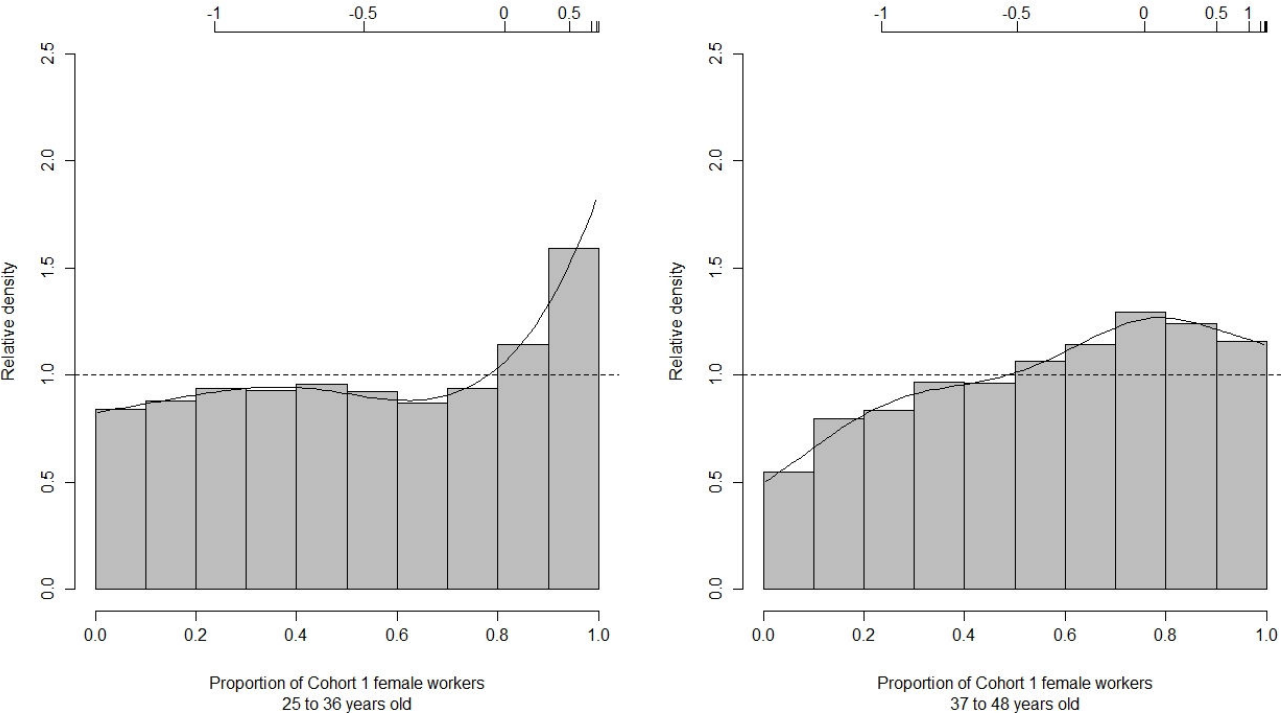 -1 -0.5 0 0.5
2.5
2.0
1.5
1.0
0.5
0.0
Relative density
0.0 0.2 0.4 0.6 0.8 1.0
Proportion of Cohort 1 female workers
25 to 36 years old
-1 -0.5 0 0.5 1
2.5
2.0
1.5
1.0
0.5
0.0
Relative density
0.0 0.2 0.4 0.6 0.8 1.0
Proportion of Cohort 1 female workers
37 to 48 years old